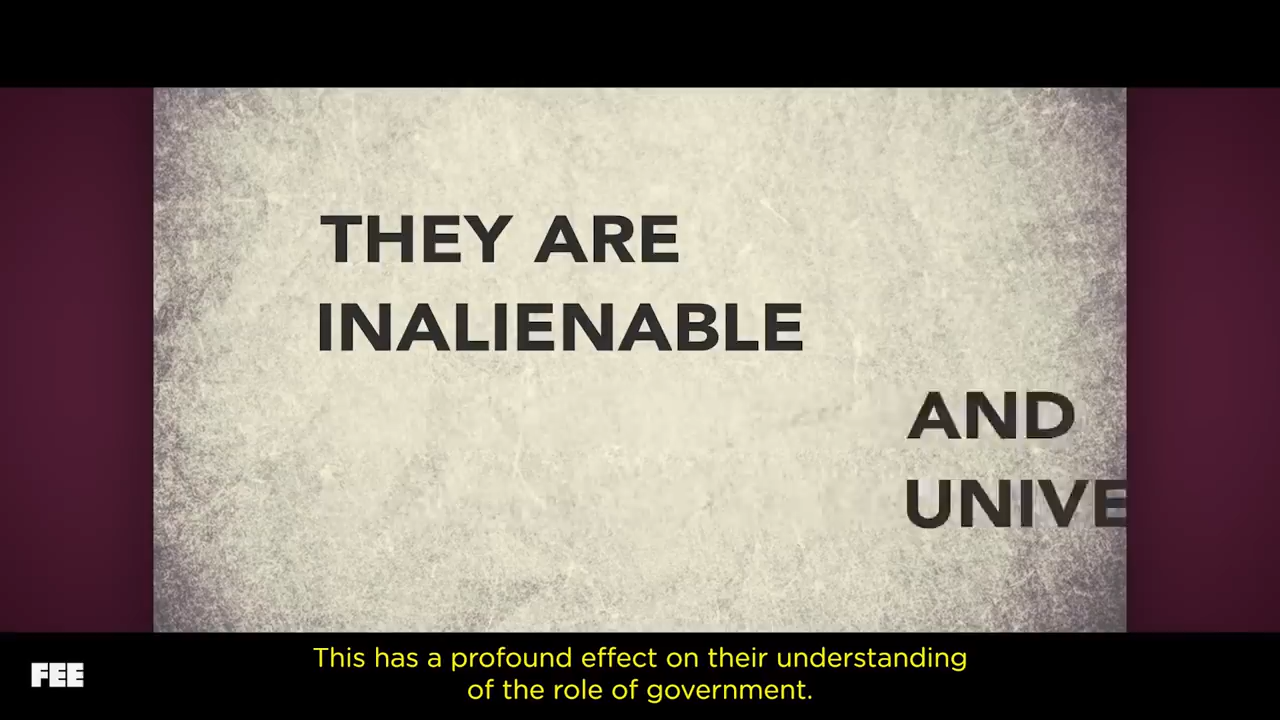 THEY ARE
INALIENABLE
AND
UNIVE
This has a profound effect on their understanding
of the role of government.
FEE